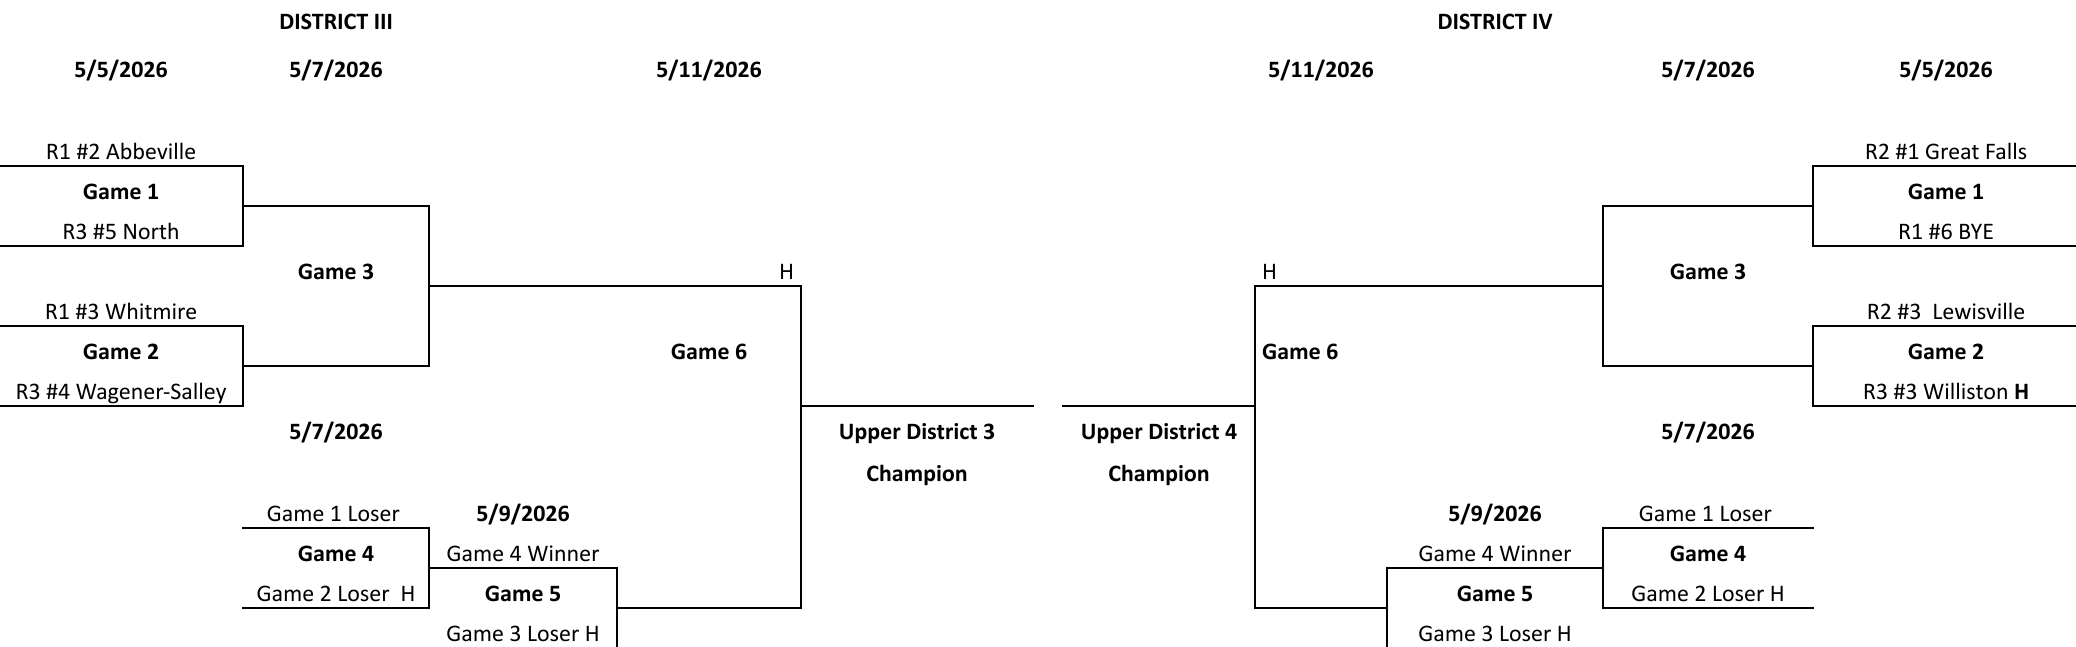 DISTRICT III
DISTRICT IV
5/5/2026
5/7/2026
5/11/2026
5/11/2026
5/7/2026
5/5/2026
R1 #2 Abbeville
Game 1
R3 #5 North
Game 3
R1 #3 Whitmire
Game 2
R3 #4 Wagener-Salley
5/7/2026
H
Game 6
Upper District 3
Champion
Game 1 Loser
Game 4
Game 2 Loser  H
5/9/2026
Game 4 Winner
Game 5
Game 3 Loser H
R2 #1 Great Falls
Game 1
R1 #6 BYE
Game 3
R2 #3  Lewisville
Game 2
R3 #3 Williston H
5/7/2026
H
Game 6
Upper District 4
Champion
5/9/2026
Game 4 Winner
Game 5
Game 3 Loser H
Game 1 Loser
Game 4
Game 2 Loser H